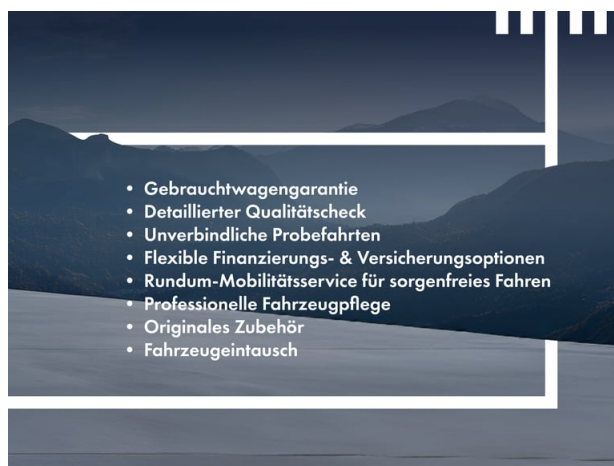 • Gebrauchtwagengarantie
• Detaillierter Qualitätscheck
• Unverbindliche Probefahrten
• Flexible Finanzierungs- & Versicherungsoptionen
• Rundum-Mobilitätsservice für sorgenfreies Fahren
• Professionelle Fahrzeugpflege
• Originales Zubehör
• Fahrzeugeintausch